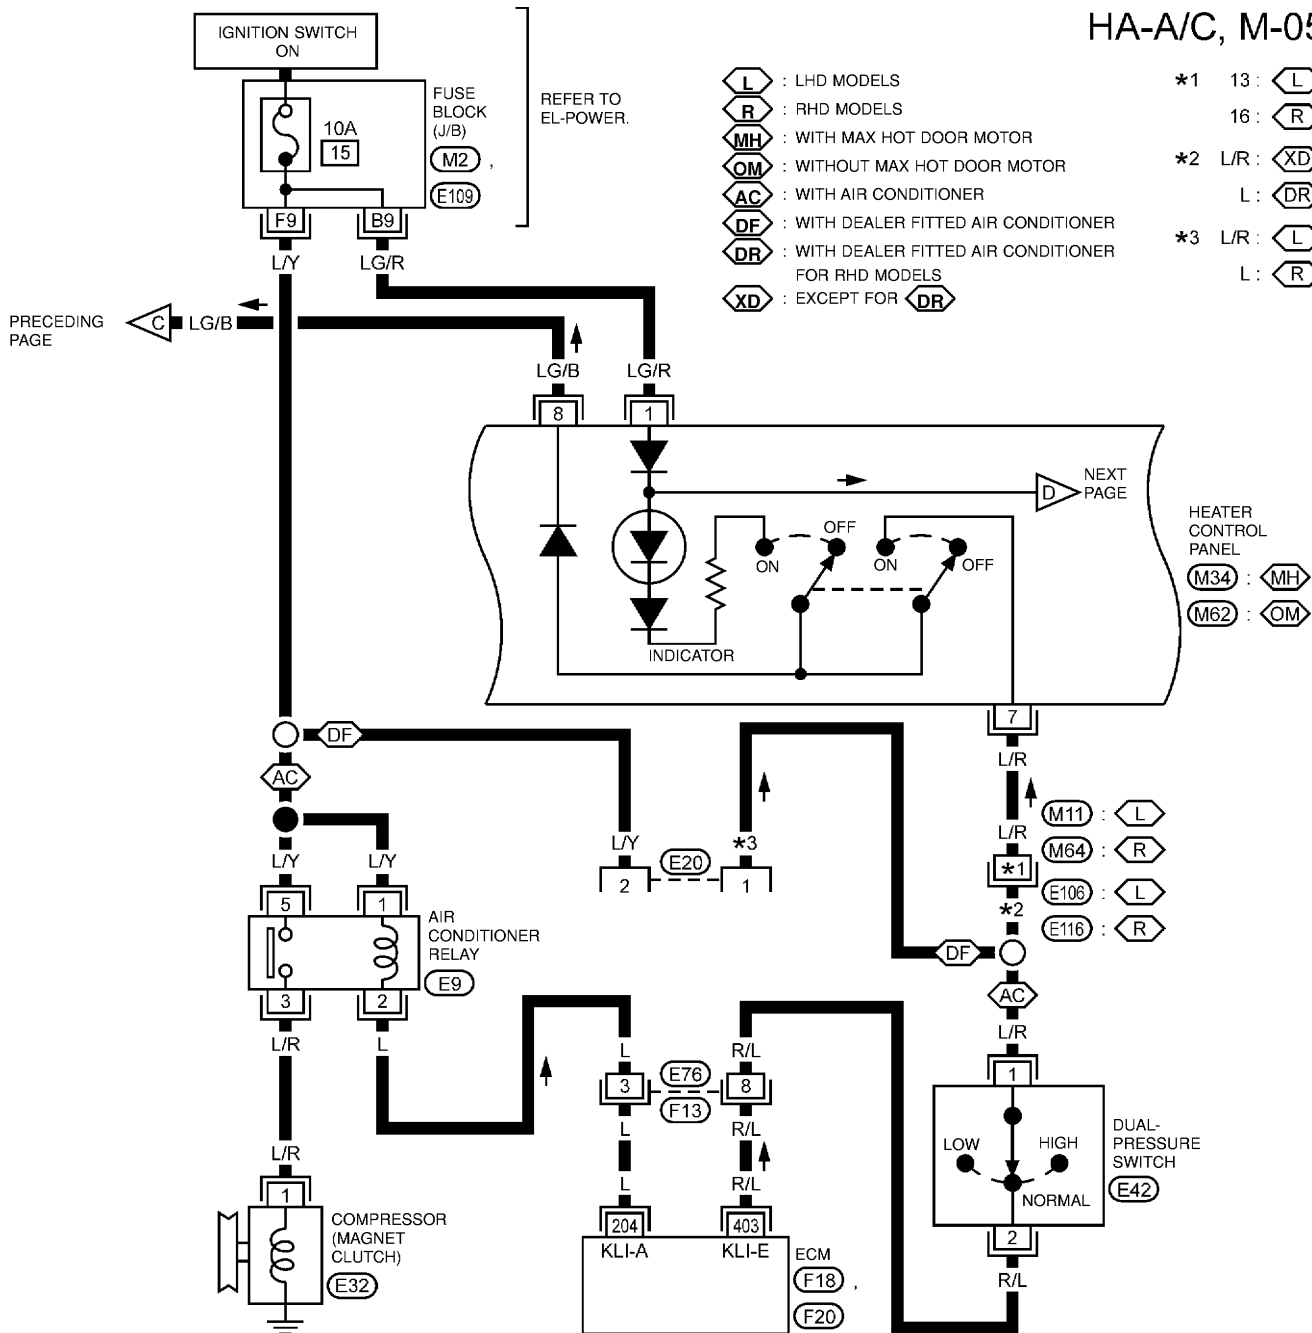 HA-A/C, M-05
IGNITION SWITCH
ON
FUSE
BLOCK
(J/B)
10A
15
M2 ,
E109
REFER TO
EL-POWER.
F9
B9
L/Y
LG/R
L : LHD MODELS
R : RHD MODELS
MH : WITH MAX HOT DOOR MOTOR
OM : WITHOUT MAX HOT DOOR MOTOR
AC : WITH AIR CONDITIONER
DF : WITH DEALER FITTED AIR CONDITIONER
DR : WITH DEALER FITTED AIR CONDITIONER
FOR RHD MODELS
XD : EXCEPT FOR DR
*1 13 : L
16 : R
*2 L/R : XD
L : DR
*3 L/R : L
L : R
PRECEDING
PAGE
C
LG/B
LG/B
LG/R
8
1
D
NEXT
PAGE
OFF
ON
ON
OFF
INDICATOR
HEATER
CONTROL
PANEL
M34 : MH
M62 : OM
7
L/R
DF
AC
L/Y
L/Y
L/Y
*3
2
E20
1
L/R
*1
*2
M11 : L
M64 : R
E106 : L
E116 : R
5
1
AIR
CONDITIONER
RELAY
E9
3
2
L/R
L
DF
AC
L/R
L
R/L
3
E76
F13
8
L
R/L
L
R/L
1
LOW
HIGH
NORMAL
DUAL-
PRESSURE
SWITCH
E42
2
R/L
L/R
1
COMPRESSOR
(MAGNET
CLUTCH)
E32
204
403
KLI-A
KLI-E
ECM
F18 ,
F20